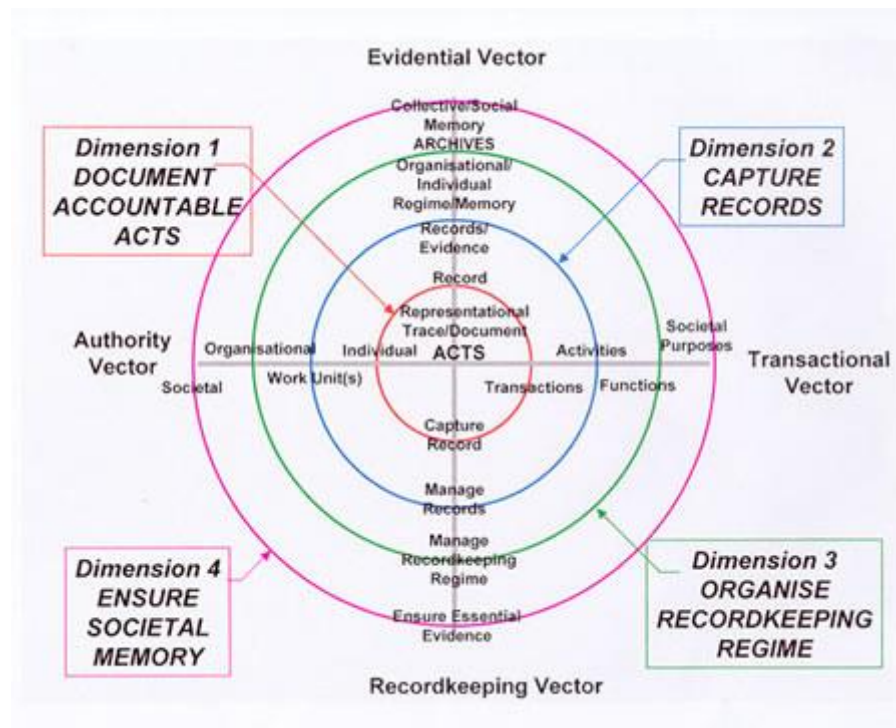 Evidential Vector
Collective/Social
Memory
ARCHIVES
Organisational/
Individual
Regime/Memory
Records/
Evidence
Record
Representational
Trace/Document
ACTS
Dimension 1
DOCUMENT
ACCOUNTABLE
ACTS
Dimension 2
CAPTURE
RECORDS
Authority
Vector
Organisational
Individual
Societal
Work Unit(s)
Activities
Societal
Purposes
Transactions
Functions
Transactional
Vector
Capture
Record
Manage
Records
Manage
Recordkeeping
Regime
Ensure Essential
Evidence
Dimension 4
ENSURE
SOCIETAL
MEMORY
Dimension 3
ORGANISE
RECORDKEEPING
REGIME
Recordkeeping Vector